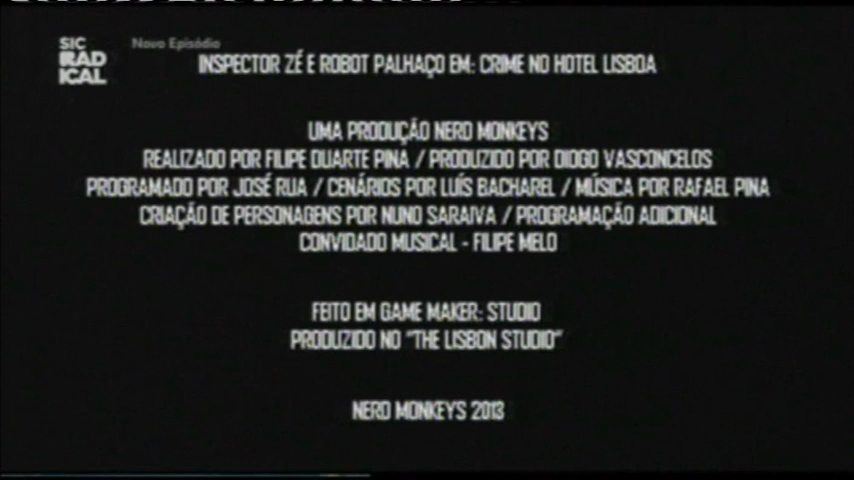 SIC
RAD
ICAL
Novo Episódio
INSPECTOR ZÉ E ROBOT PALHAÇO EM: CRIME NO HOTEL LISBOA
UMA PRODUÇÃO NERD MONKEYS
REALIZADO POR FILIPE DUARTE PINA / PRODUZIDO POR DIOGO VASCONCELOS
PROGRAMADO POR JOSÉ RUA / CENÁRIOS POR LUÍS BACHAREL / MÚSICA POR RAFAEL PINA
CRIAÇÃO DE PERSONAGENS POR NUNO SARAIVA / PROGRAMAÇÃO ADICIONAL
CONVIDADO MUSICAL - FILIPE MELO
FEITO EM GAME MAKER: STUDIO
PRODUZIDO NO "THE LISBON STUDIO"
NERD MONKEYS 2013